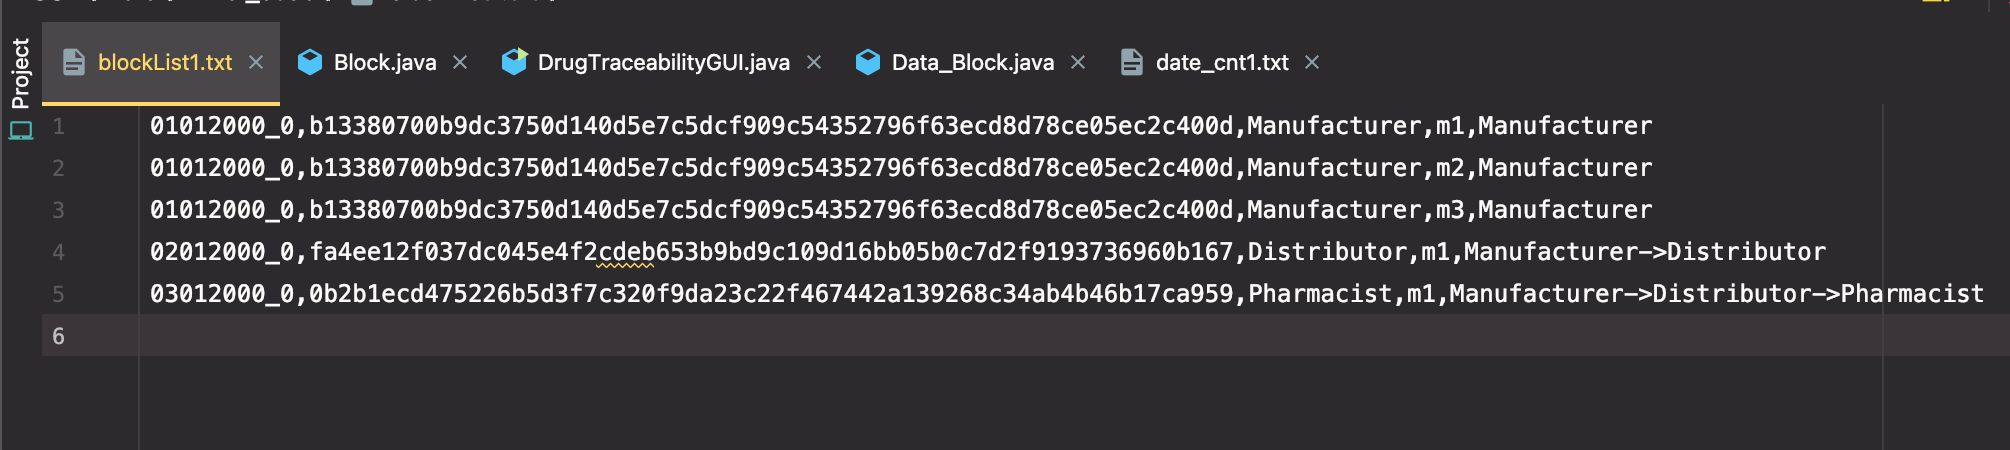 blockList1.txt Block.java DrugTraceabilityGUI.java Data_Block.java date_cnt1.txt
Project
1 01012000_0,b13380700b9dc3750d140d5e7c5dcf909c54352796f63ecd8d78ce05ec2c400d,Manufacturer,m1,Manufacturer
2 01012000_0,b13380700b9dc3750d140d5e7c5dcf909c54352796f63ecd8d78ce05ec2c400d,Manufacturer,m2,Manufacturer
3 01012000_0,b13380700b9dc3750d140d5e7c5dcf909c54352796f63ecd8d78ce05ec2c400d,Manufacturer,m3,Manufacturer
4 02012000_0,fa4ee12f037dc045e4f2cdeb653b9bd9c109d16bb05b0c7d2f9193736960b167,Distributor,m1,Manufacturer->Distributor
5 03012000_0,0b2b1ecd475226b5d3f7c320f9da23c22f467442a139268c34ab4b46b17ca959,Pharmacist,m1,Manufacturer->Distributor->Pharmacist
6